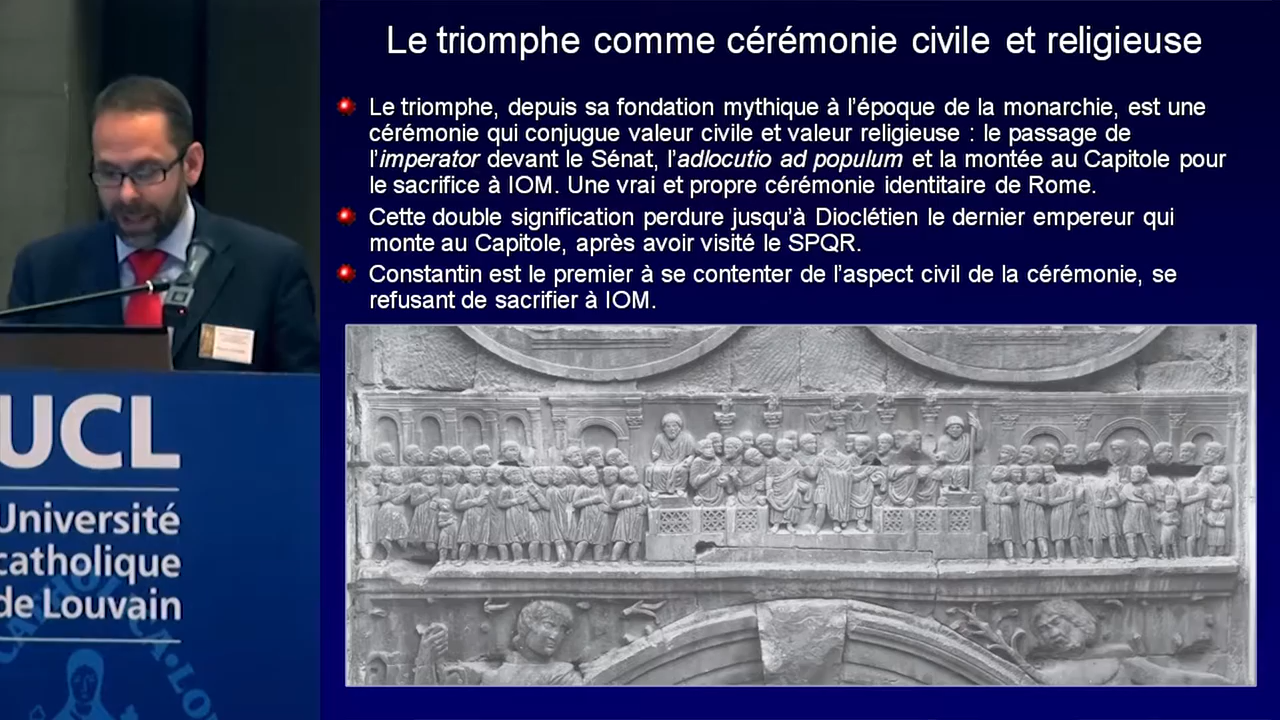 Le triomphe comme cérémonie civile et religieuse
Le triomphe, depuis sa fondation mythique à l'époque de la monarchie, est une
cérémonie qui conjugue valeur civile et valeur religieuse : le passage de
l'imperator devant le Sénat, l'adlocutio ad populum et la montée au Capitole pour
le sacrifice à IOM. Une vrai et propre cérémonie identitaire de Rome.
Cette double signification perdure jusqu'à Dioclétien le dernier empereur qui
monte au Capitole, après avoir visité le SPQR.
Constantin est le premier à se contenter de l'aspect civil de la cérémonie, se
refusant de sacrifier à IOM.
UCL
Université
catholique
de Louvain